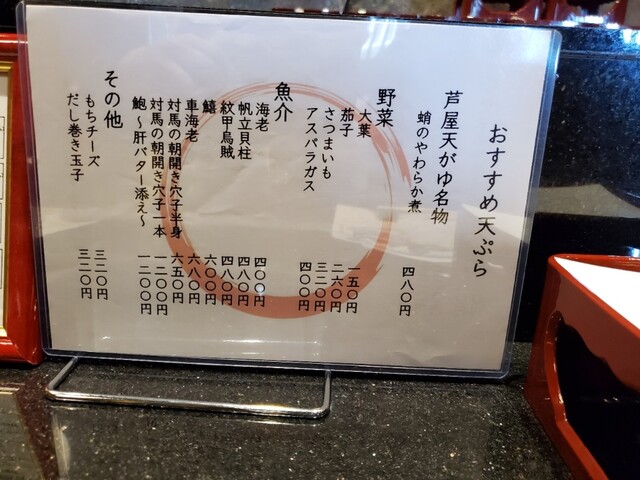 おすすめ天ぷら
芦屋天がゆ名物
蛸のやわらか煮 四八〇円
野菜
大葉 一五〇円
茄子 二六〇円
さつまいも 三二〇円
アスパラガス 四〇〇円
魚介
海老 四〇〇円
帆立貝柱 四八〇円
紋甲烏賊 四八〇円
鱚 六〇〇円
車海老 六八〇円
対馬の朝開き穴子半身 六五〇円
対馬の朝開き穴子一本 一二〇〇円
鮑〜肝バター添え〜 一二〇〇円
その他
もちチーズ 三二〇円
だし巻き玉子 三二〇円